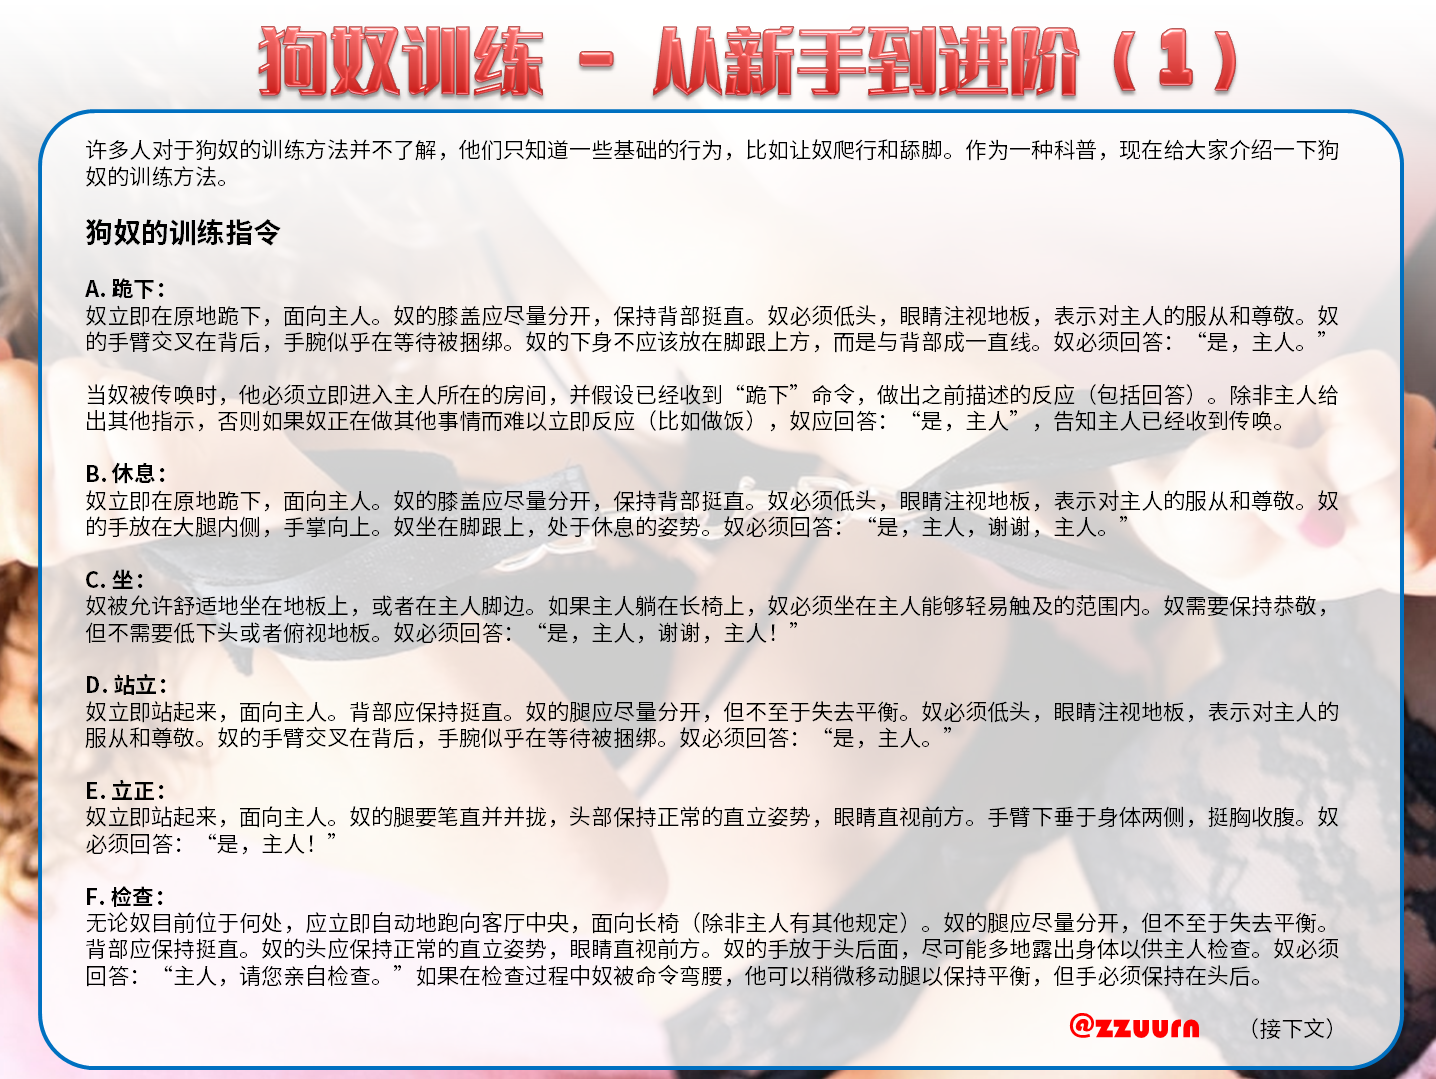 狗奴训练 - 从新手到进阶（1）
许多人对于狗奴的训练方法并不了解，他们只知道一些基础的行为，比如让奴爬行和舔脚。作为一种科普，现在给大家介绍一下狗
奴的训练方法。
狗奴的训练指令
A. 跪下：
奴立即在原地跪下，面向主人。奴的膝盖应尽量分开，保持背部挺直。奴必须低头，眼睛注视地板，表示对主人的服从和尊敬。奴
的手臂交叉在背后，手腕似乎在等待被捆绑。奴的下身不应该放在脚跟上方，而是与背部成一直线。奴必须回答：“是，主人。”
当奴被传唤时，他必须立即进入主人所在的房间，并假设已经收到“跪下”命令，做出之前描述的反应（包括回答）。除非主人给
出其他指示，否则如果奴正在做其他事情而难以立即反应（比如做饭），奴应回答：“是，主人”，告知主人已经收到传唤。
B. 休息：
奴立即在原地跪下，面向主人。奴的膝盖应尽量分开，保持背部挺直。奴必须低头，眼睛注视地板，表示对主人的服从和尊敬。奴
的手放在大腿内侧，手掌向上。奴坐在脚跟上，处于休息的姿势。奴必须回答：“是，主人，谢谢，主人。”
C. 坐：
奴被允许舒适地坐在地板上，或者在主人脚边。如果主人躺在长椅上，奴必须坐在主人能够轻易触及的范围内。奴需要保持恭敬，
但不需要低下头或者俯视地板。奴必须回答：“是，主人，谢谢，主人！”
D. 站立：
奴立即站起来，面向主人。背部应保持挺直。奴的腿应尽量分开，但不至于失去平衡。奴必须低头，眼睛注视地板，表示对主人的
服从和尊敬。奴的手臂交叉在背后，手腕似乎在等待被捆绑。奴必须回答：“是，主人。”
E. 立正：
奴立即站起来，面向主人。奴的腿要笔直并并拢，头部保持正常的直立姿势，眼睛直视前方。手臂下垂于身体两侧，挺胸收腹。奴
必须回答：“是，主人！”
F. 检查：
无论奴目前位于何处，应立即自动地跑向客厅中央，面向长椅（除非主人有其他规定）。奴的腿应尽量分开，但不至于失去平衡。
背部应保持挺直。奴的头应保持正常的直立姿势，眼睛直视前方。奴的手放于头后面，尽可能多地露出身体以供主人检查。奴必须
回答：“主人，请您亲自检查。”如果在检查过程中奴被命令弯腰，他可以稍微移动腿以保持平衡，但手必须保持在头后。
@zzuurn （接下文）